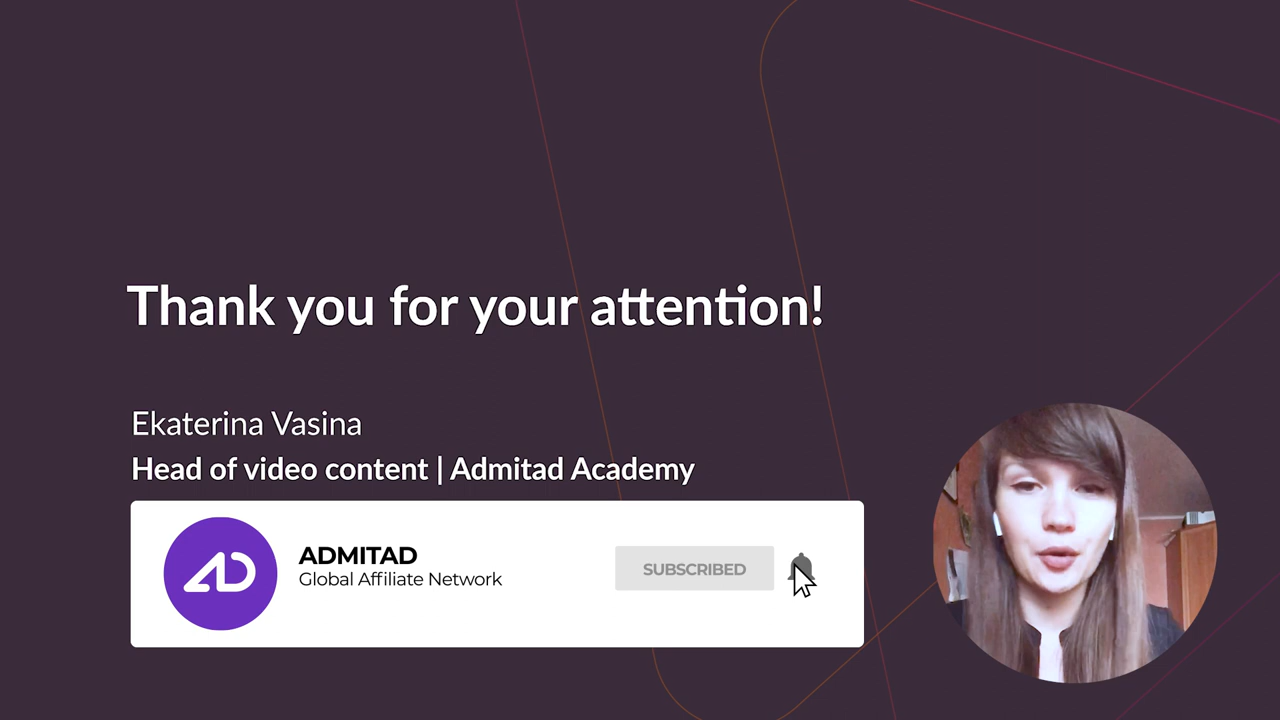 Thank you for your attention!
Ekaterina Vasina
Head of video content | Admitad Academy
ADMITAD
Global Affiliate Network
SUBSCRIBED